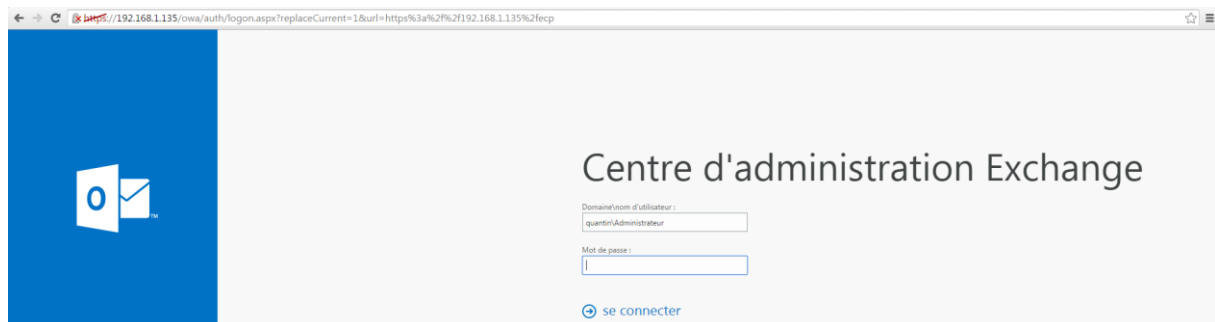 https://192.168.1.135/owa/auth/logon.aspx?replaceCurrent=1&url=https%3a%2f%2f192.168.1.135%2fecp
O
TM
Centre d'administration Exchange
Domaine\nom d'utilisateur :
quantin\Administrateur
Mot de passe :
se connecter